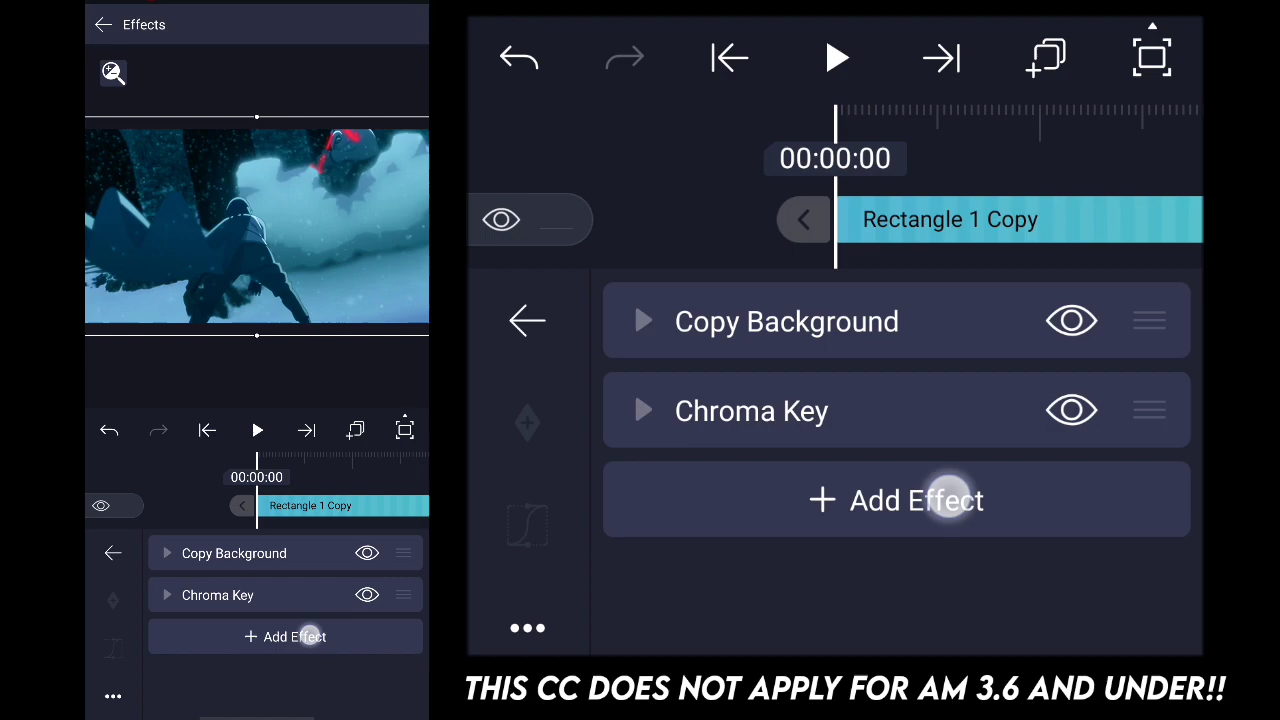 Effects
00:00:00
Rectangle 1 Copy
Copy Background
Chroma Key
+ Add Effect
00:00:00
Rectangle 1 Copy
Copy Background
Chroma Key
+ Add Effect
THIS CC DOES NOT APPLY FOR AM 3.6 AND UNDER!!